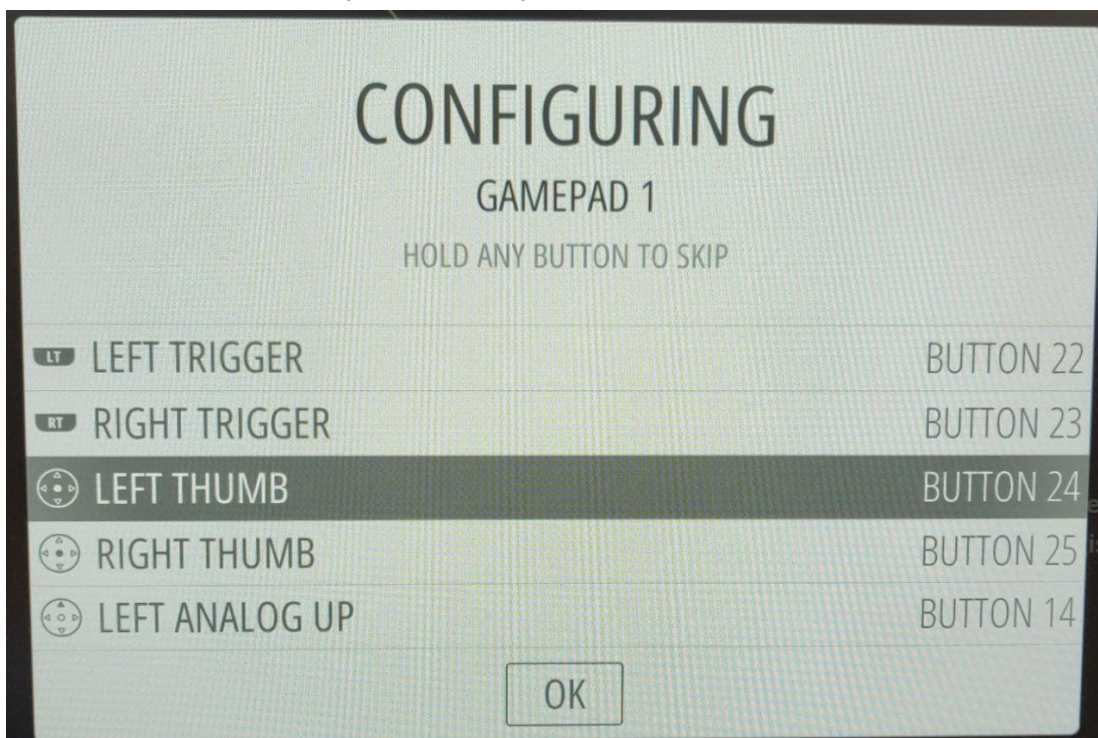 CONFIGURING
GAMEPAD 1
HOLD ANY BUTTON TO SKIP
LT LEFT TRIGGER BUTTON 22
RT RIGHT TRIGGER BUTTON 23
LEFT THUMB BUTTON 24
RIGHT THUMB BUTTON 25
LEFT ANALOG UP BUTTON 14
OK